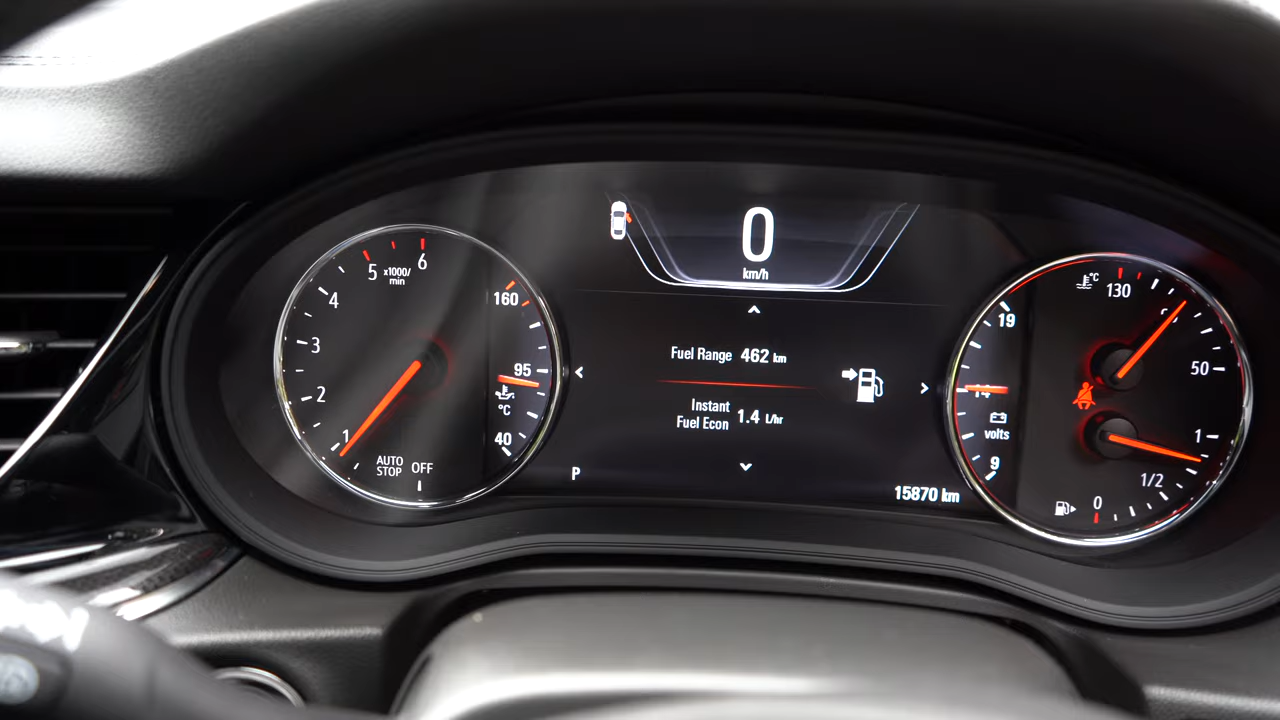 0
km/h
Fuel Range 462 km
Instant
Fuel Econ 1.4 L/hr
P
15870 km
6
5
x1000/
min
4
3
2
1
AUTO
STOP
OFF
160
95
°C
40
19
14
volts
9
°C
130
50
1
1/2
0